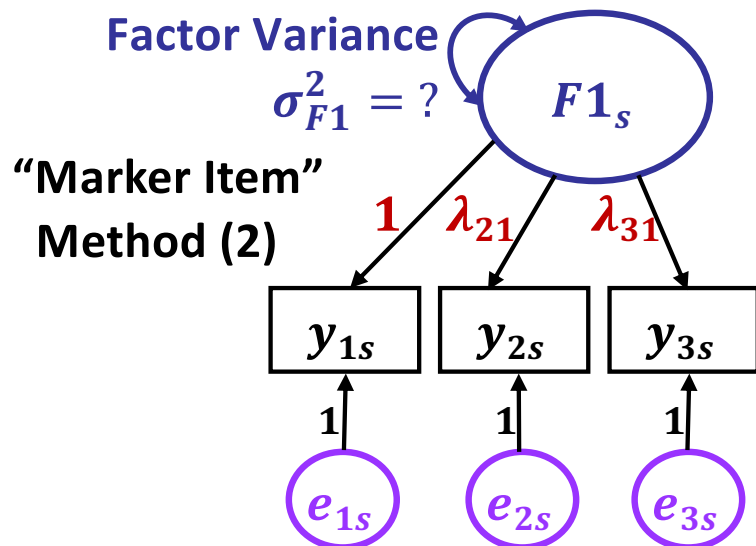 Factor Variance
σ²_F1 = ?
F1ₛ
“Marker Item”
Method (2)
1 λ₂₁ λ₃₁
y₁ₛ y₂ₛ y₃ₛ
1 1 1
e₁ₛ e₂ₛ e₃ₛ